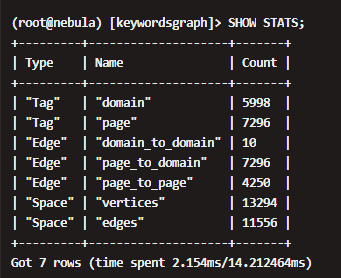 (root@nebula) [keywordsgraph]> SHOW STATS;
+---------+--------------------+-------+
| Type    | Name               | Count |
+---------+--------------------+-------+
| "Tag"   | "domain"           | 5998  |
| "Tag"   | "page"             | 7296  |
| "Edge"  | "domain_to_domain" | 10    |
| "Edge"  | "page_to_domain"   | 7296  |
| "Edge"  | "page_to_page"     | 4250  |
| "Space" | "vertices"         | 13294 |
| "Space" | "edges"            | 11556 |
+---------+--------------------+-------+
Got 7 rows (time spent 2.154ms/14.212464ms)